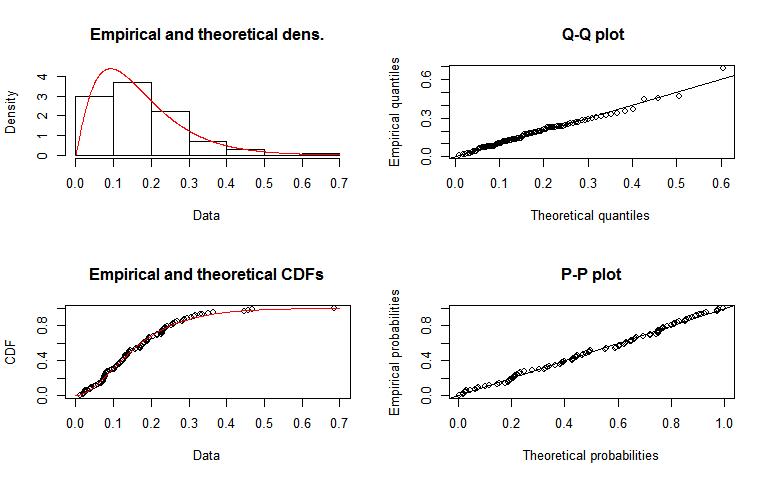 Empirical and theoretical dens.
Density
0 1 2 3 4
0.0 0.1 0.2 0.3 0.4 0.5 0.6 0.7
Data
Q-Q plot
Empirical quantiles
0.0 0.3 0.6
0.0 0.1 0.2 0.3 0.4 0.5 0.6
Theoretical quantiles
Empirical and theoretical CDFs
CDF
0.0 0.4 0.8
0.0 0.1 0.2 0.3 0.4 0.5 0.6 0.7
Data
P-P plot
Empirical probabilities
0.0 0.4 0.8
0.0 0.2 0.4 0.6 0.8 1.0
Theoretical probabilities